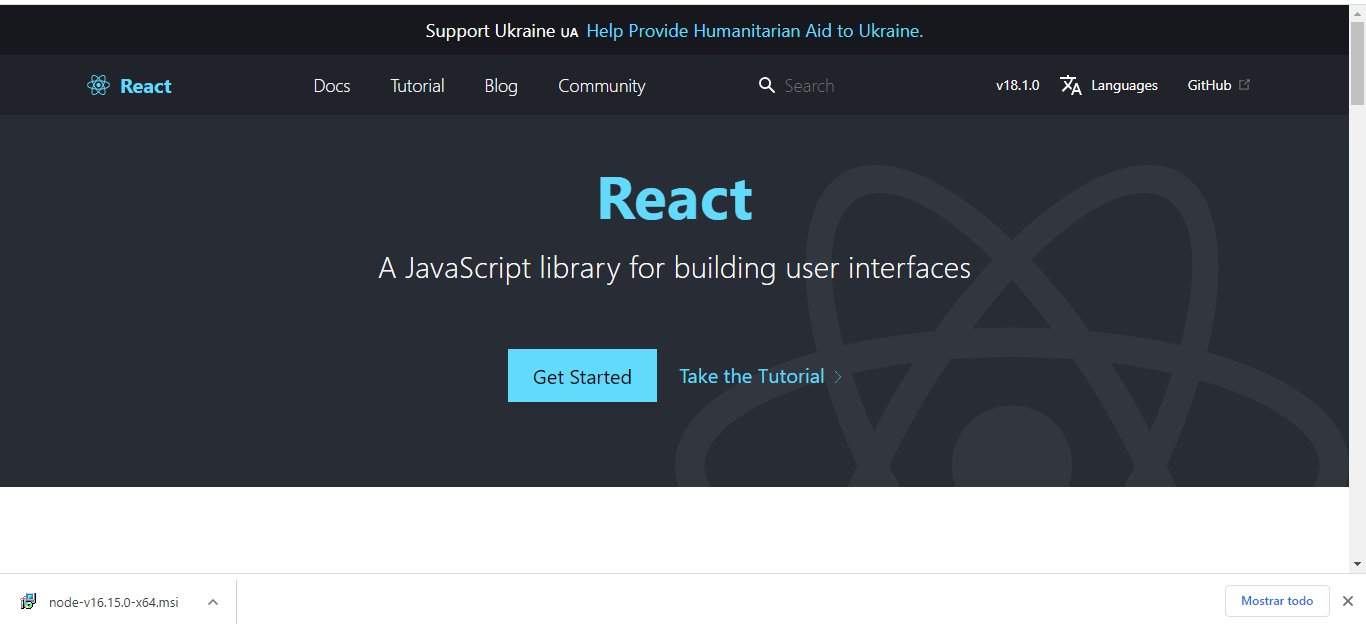 Support Ukraine UA Help Provide Humanitarian Aid to Ukraine.
React Docs Tutorial Blog Community Search v18.1.0 Languages GitHub
React
A JavaScript library for building user interfaces
Get Started Take the Tutorial
node-v16.15.0-x64.msi Mostrar todo